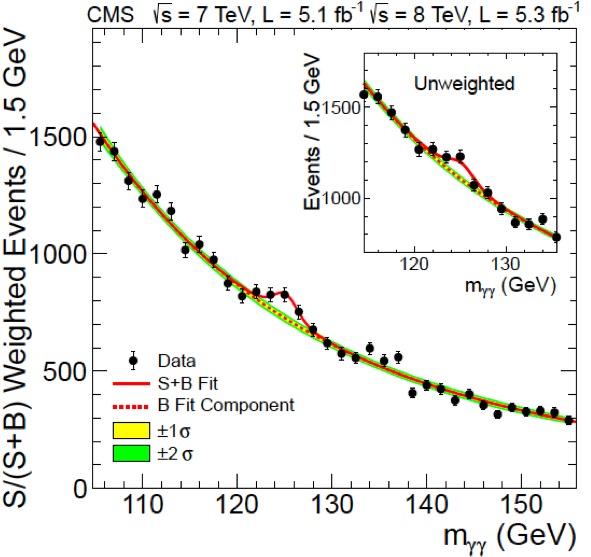 CMS √s = 7 TeV, L = 5.1 fb⁻¹ √s = 8 TeV, L = 5.3 fb⁻¹
S/(S+B) Weighted Events / 1.5 GeV
1500
1000
500
0
Unweighted
Events / 1.5 GeV
1500
1000
120 130
mγγ (GeV)
Data
S+B Fit
B Fit Component
±1σ
±2 σ
110 120 130 140 150
mγγ (GeV)